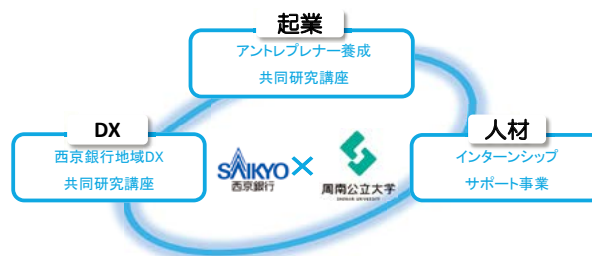 起業
アントレプレナー養成
共同研究講座
DX
西京銀行地域DX
共同研究講座
SAIKYO
西京銀行
×
周南公立大学
SHUNAN UNIVERSITY
人材
インターンシップ
サポート事業